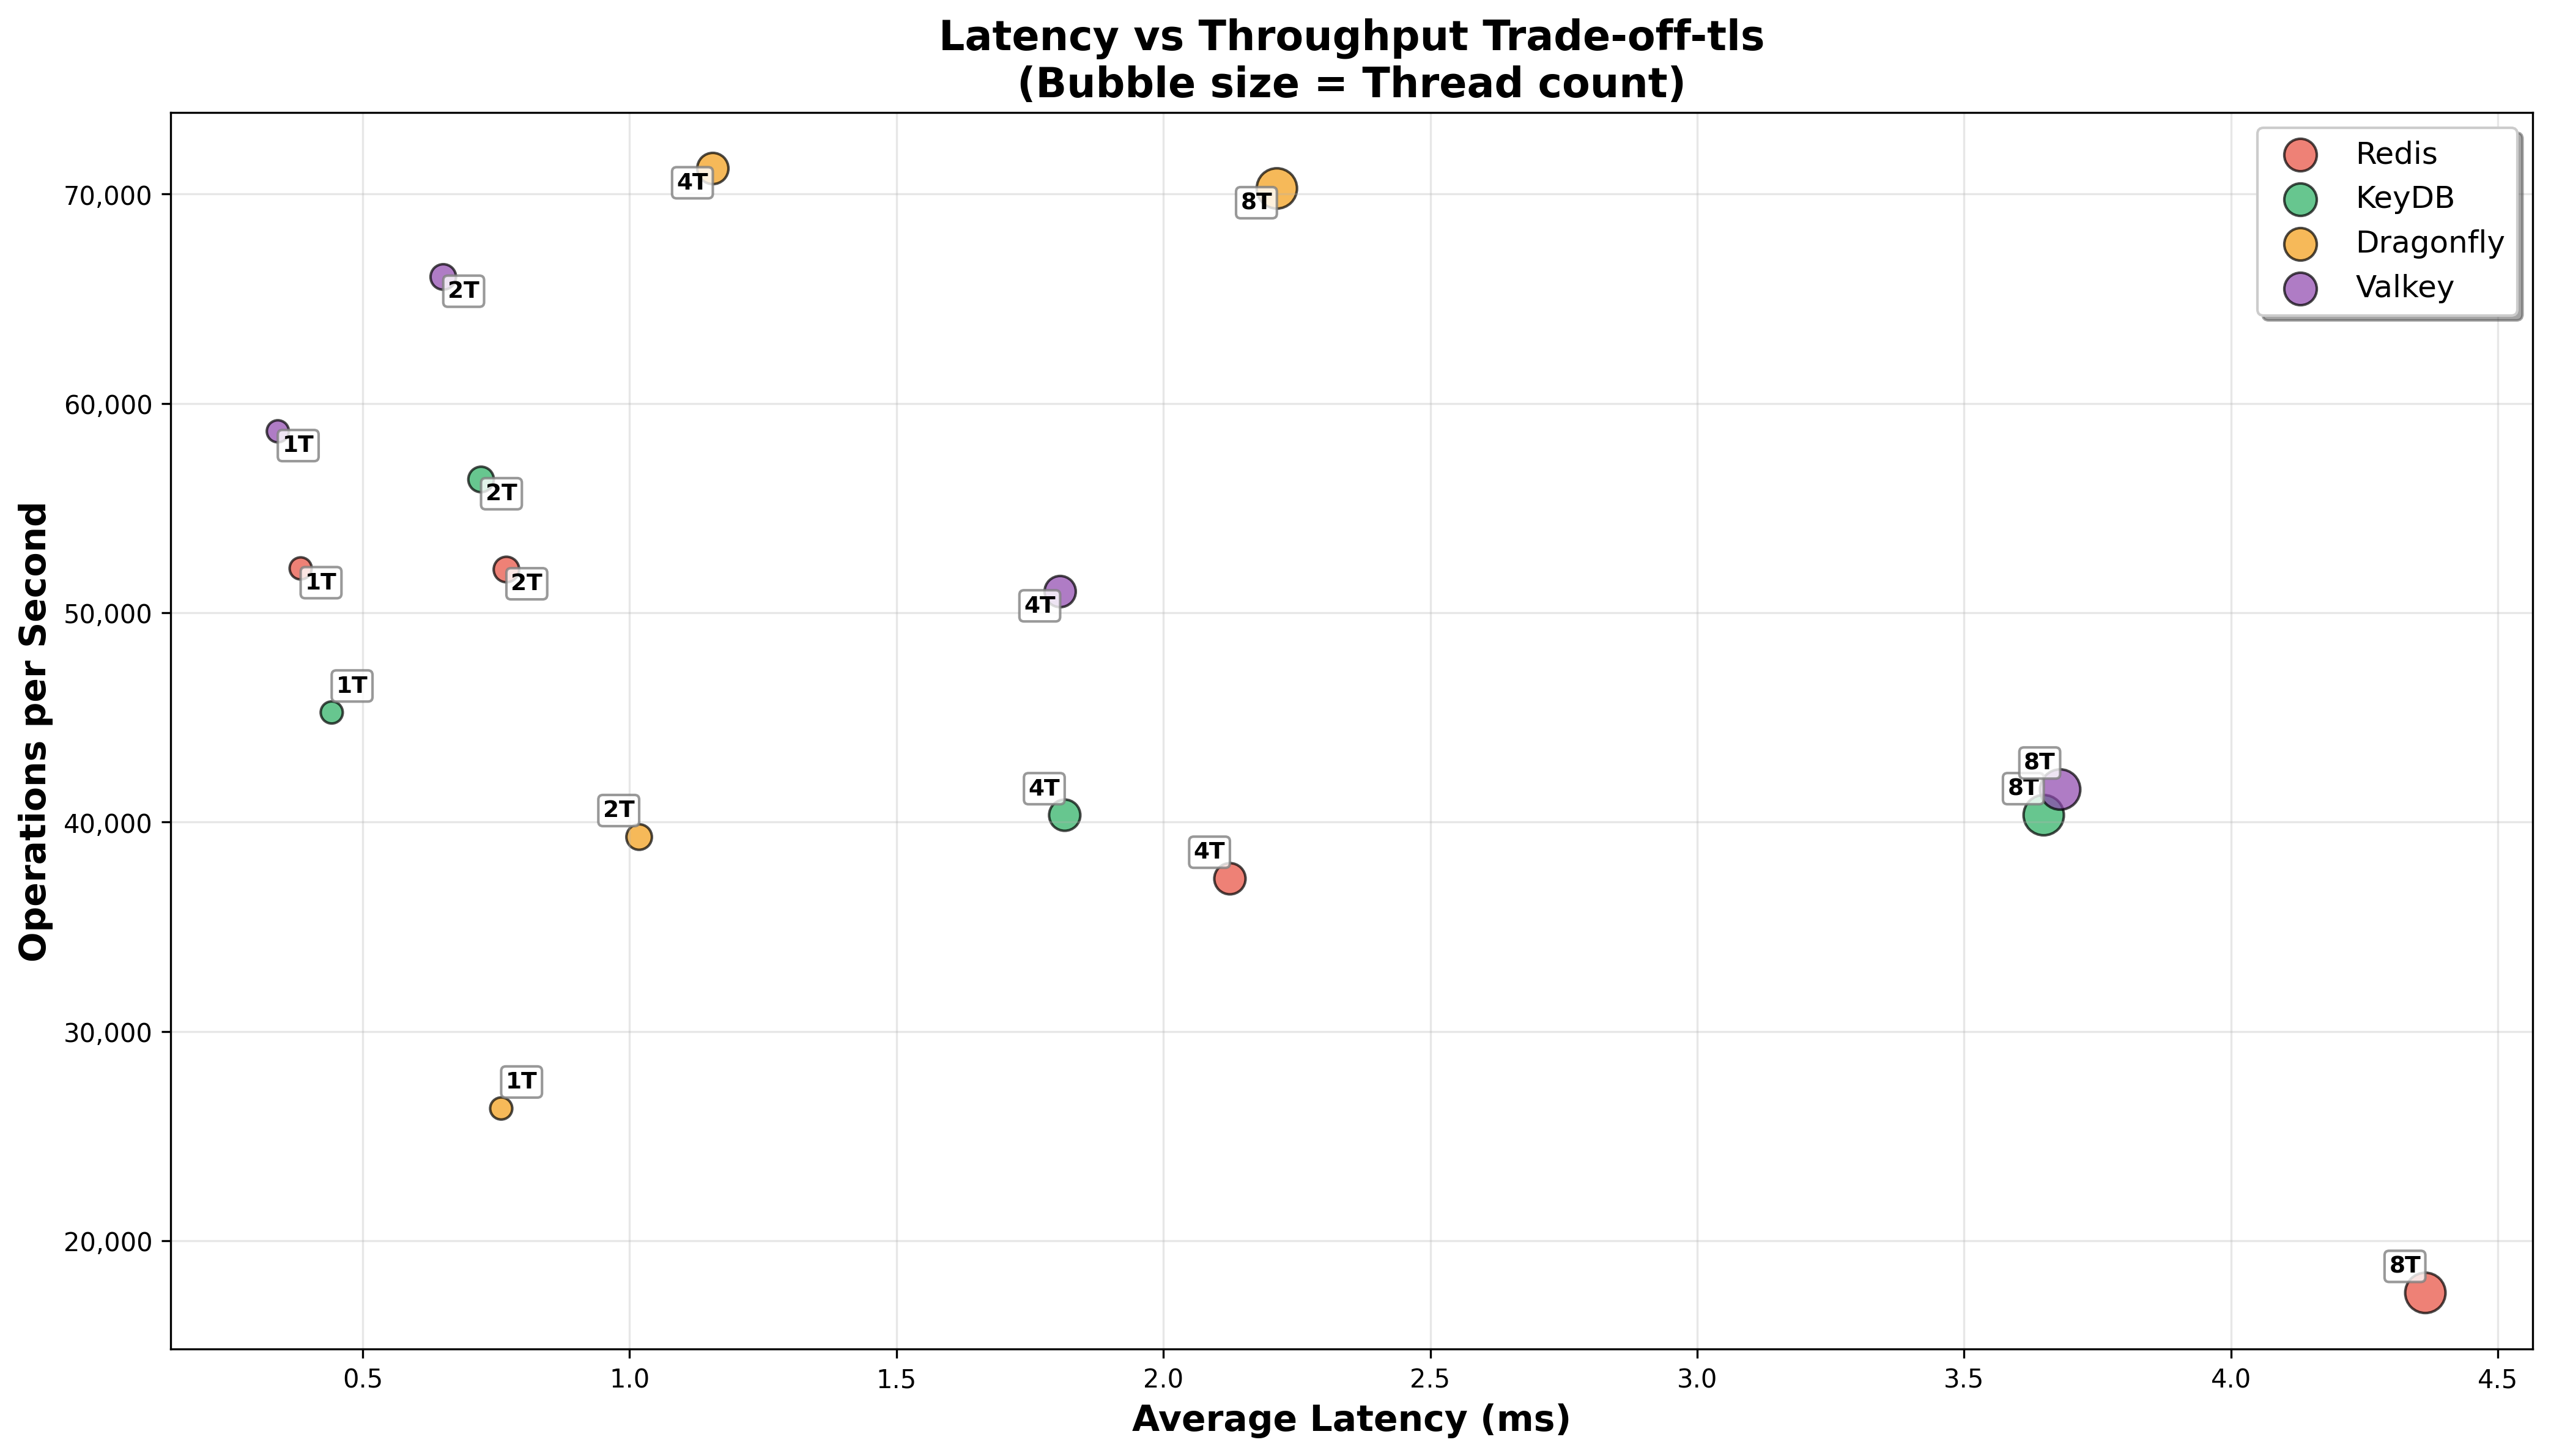 Latency vs Throughput Trade-off-tls
(Bubble size = Thread count)
Redis
KeyDB
Dragonfly
Valkey
Operations per Second
70,000
60,000
50,000
40,000
30,000
20,000
4T
8T
2T
1T
2T
1T
2T
4T
1T
8T
4T
8T
2T
4T
1T
8T
0.5
1.0
1.5
2.0
2.5
3.0
3.5
4.0
4.5
Average Latency (ms)